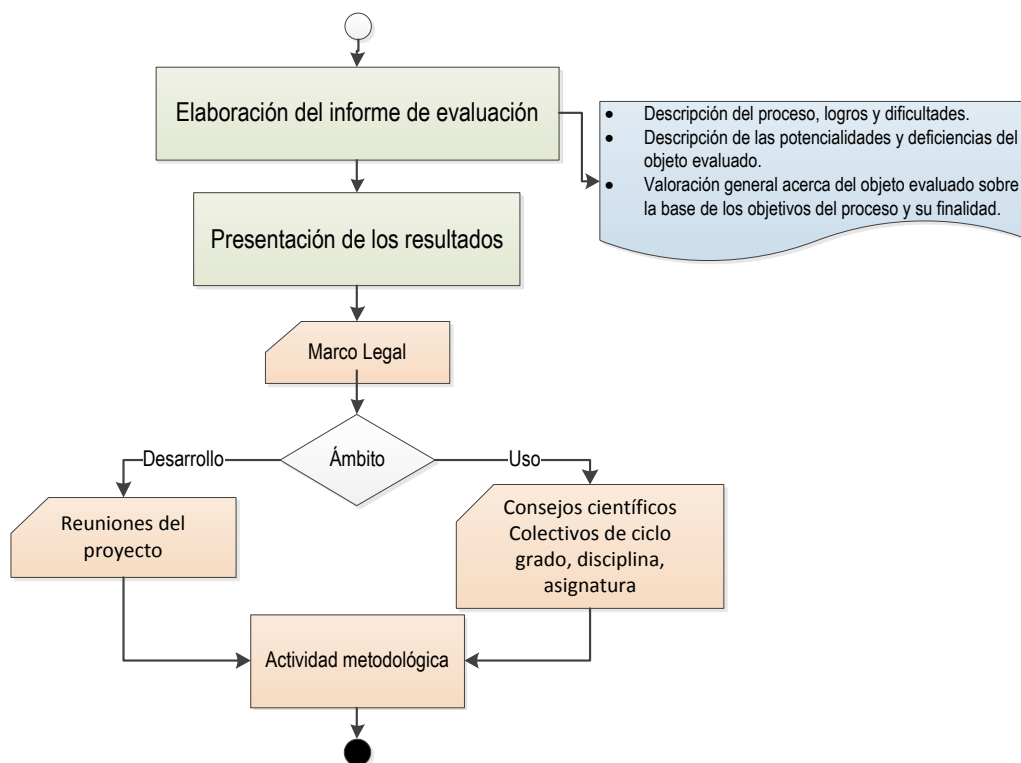 Elaboración del informe de evaluación
• Descripción del proceso, logros y dificultades.
• Descripción de las potencialidades y deficiencias del
objeto evaluado.
• Valoración general acerca del objeto evaluado sobre
la base de los objetivos del proceso y su finalidad.
Presentación de los resultados
Marco Legal
Desarrollo
Ámbito
Uso
Reuniones del
proyecto
Consejos científicos
Colectivos de ciclo
grado, disciplina,
asignatura
Actividad metodológica